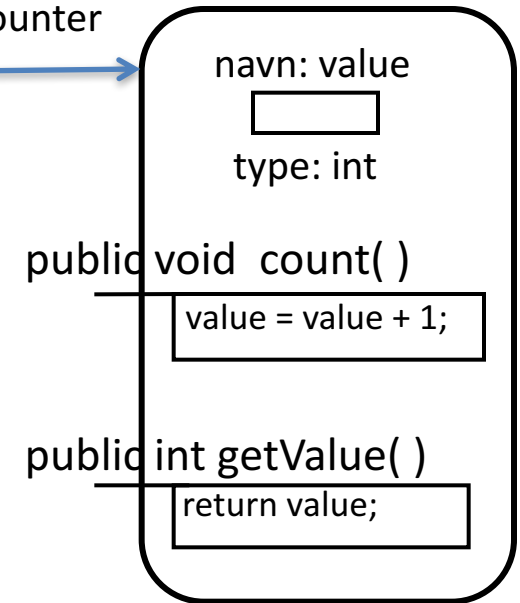 ounter
navn: value
type: int
public void count( )
value = value + 1;
public int getValue( )
return value;